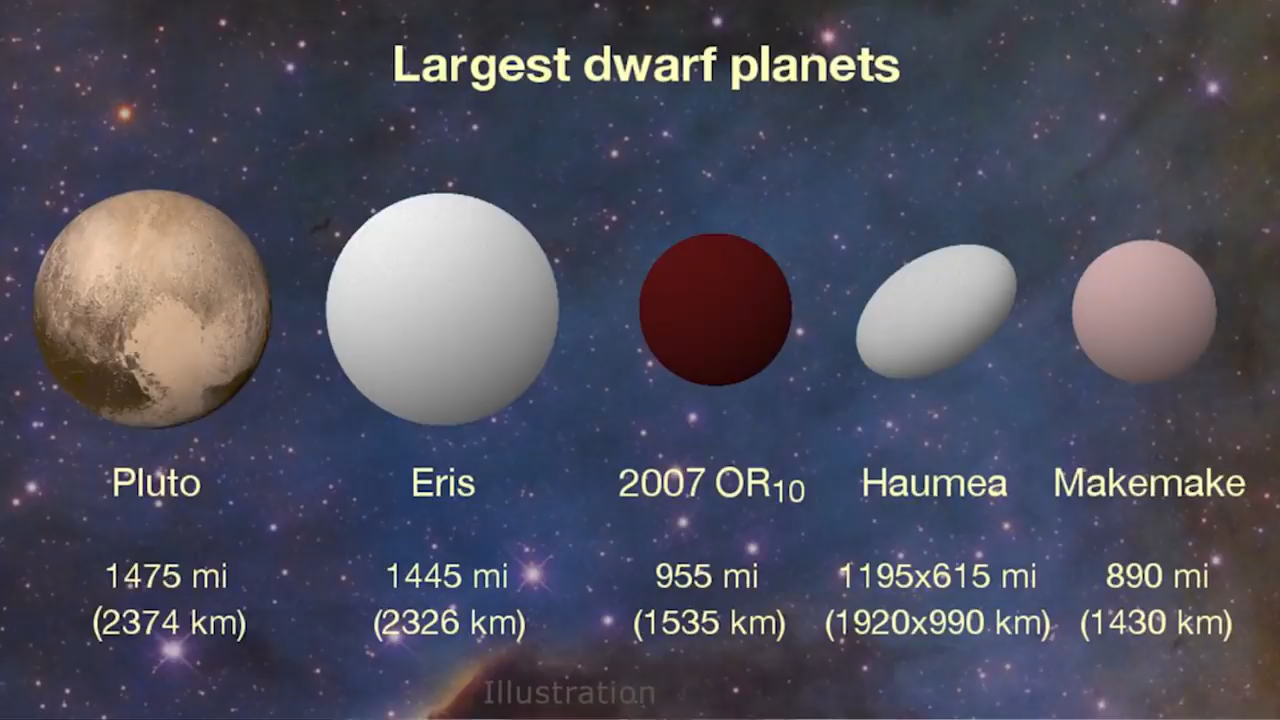 Largest dwarf planets
Pluto Eris 2007 OR₁₀ Haumea Makemake
1475 mi 1445 mi 955 mi 1195x615 mi 890 mi
(2374 km) (2326 km) (1535 km) (1920x990 km) (1430 km)
Illustration